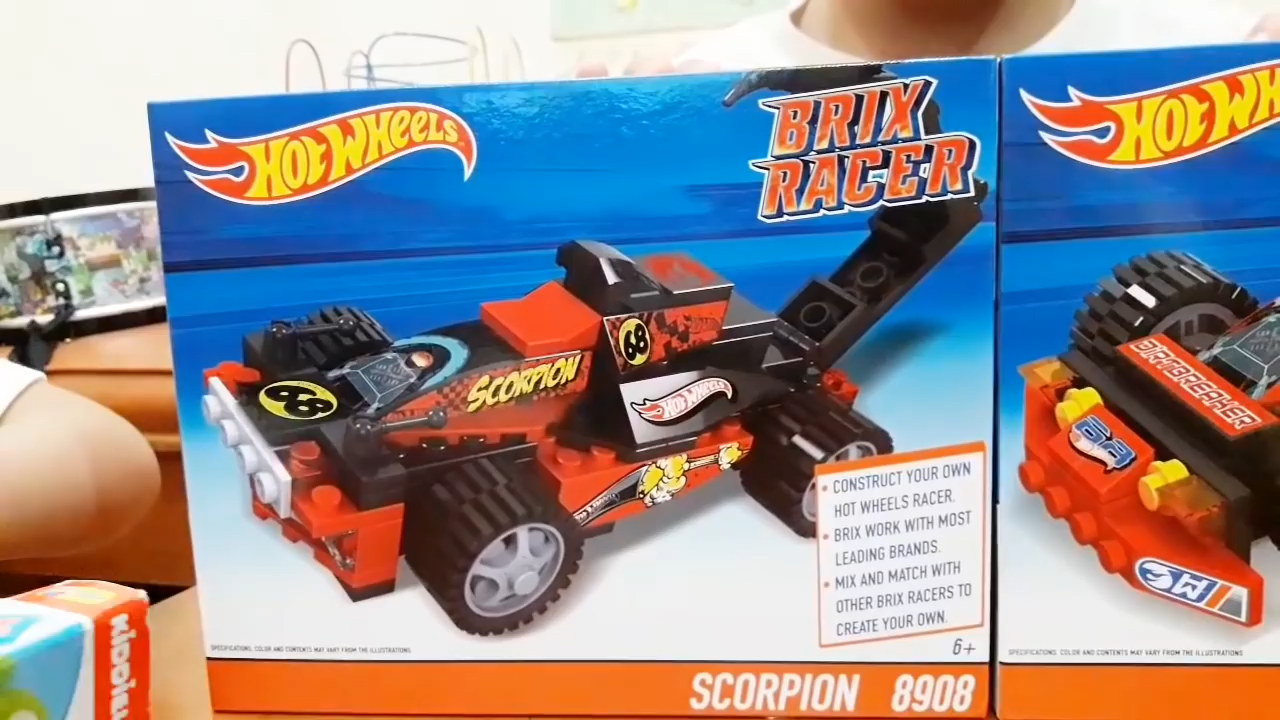 HOT WHEELS
BRIX
RACER
HOT WH
68
68
SCORPION
HOT WHEELS
DIRTBREAKER
68
HW
• CONSTRUCT YOUR OWN
HOT WHEELS RACER.
• BRIX WORK WITH MOST
LEADING BRANDS.
• MIX AND MATCH WITH
OTHER BRIX RACERS TO
CREATE YOUR OWN.
6+
SPECIFICATIONS, COLOR AND CONTENTS MAY VARY FROM THE ILLUSTRATIONS.
SPECIFICATIONS, COLOR AND CONTENTS MAY VARY FROM THE ILLUSTRATIONS.
SCORPION 8908